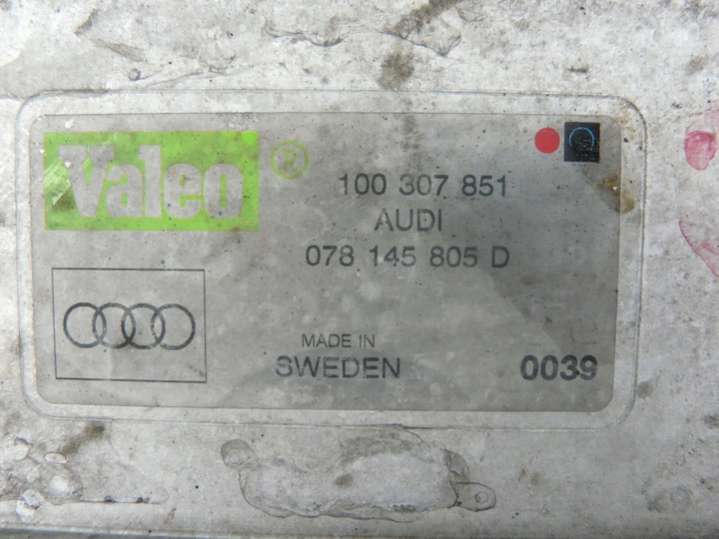 Valeo ®
100 307 851
AUDI
078 145 805 D
MADE IN
SWEDEN
0039